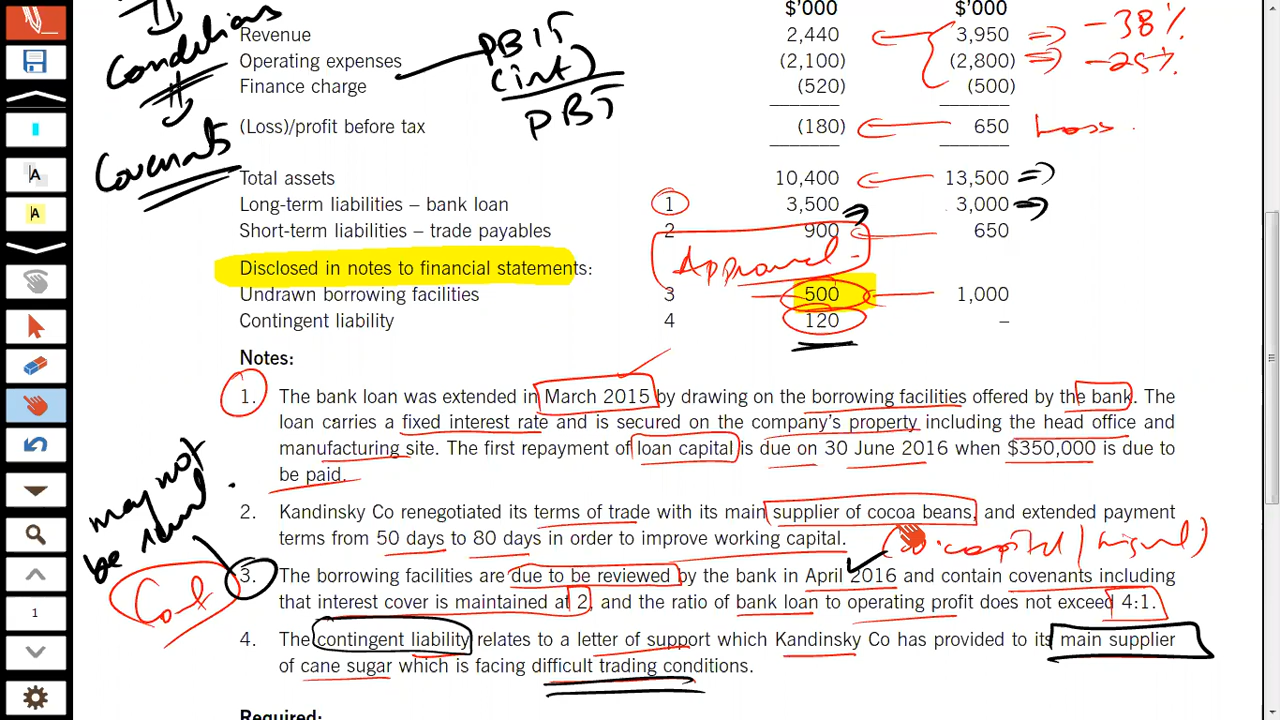 $'000 $'000
Conditions
Revenue 2,440 3,950 -38%
Operating expenses (2,100) (2,800) -25%
Finance charge (520) (500)
PBIT
(int)
PBT
(Loss)/profit before tax (180) 650 Loss.
Covenants
Total assets 10,400 13,500
Long-term liabilities – bank loan 1 3,500 3,000
Short-term liabilities – trade payables 2 900 650
Approval
Disclosed in notes to financial statements:
Undrawn borrowing facilities 3 500 1,000
Contingent liability 4 120 –
Notes:
1. The bank loan was extended in March 2015 by drawing on the borrowing facilities offered by the bank. The
loan carries a fixed interest rate and is secured on the company's property including the head office and
manufacturing site. The first repayment of loan capital is due on 30 June 2016 when $350,000 is due to
be paid.
may not
be
2. Kandinsky Co renegotiated its terms of trade with its main supplier of cocoa beans, and extended payment
terms from 50 days to 80 days in order to improve working capital.
3. The borrowing facilities are due to be reviewed by the bank in April 2016 and contain covenants including
that interest cover is maintained at 2, and the ratio of bank loan to operating profit does not exceed 4:1.
4. The contingent liability relates to a letter of support which Kandinsky Co has provided to its main supplier
of cane sugar which is facing difficult trading conditions.
Required:
A
A
1